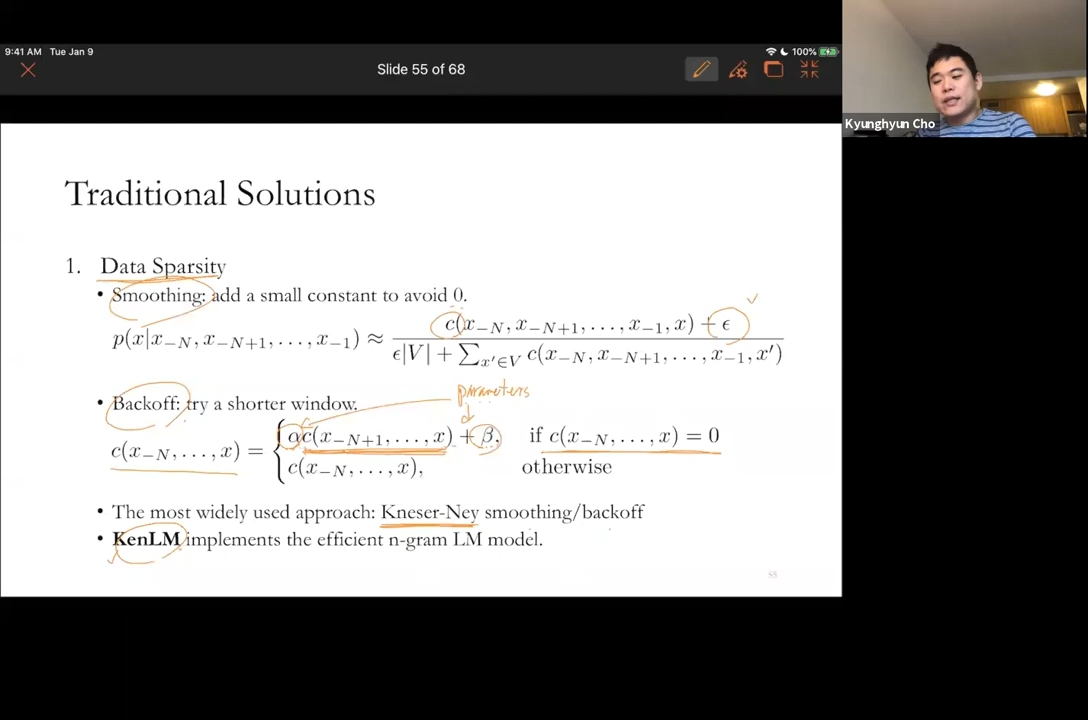 9:41 AM Tue Jan 9
100%
Slide 55 of 68
Kyunghyun Cho
Traditional Solutions
1. Data Sparsity
• Smoothing: add a small constant to avoid 0.
p(x|x₋N, x₋N+1, . . . , x₋1) ≈ c(x₋N, x₋N+1, . . . , x₋1, x) + ϵ / ϵ|V| + ∑x′∈V c(x₋N, x₋N+1, . . . , x₋1, x′)
parameters
• Backoff: try a shorter window.
c(x₋N, . . . , x) = { αc(x₋N+1, . . . , x) + β, if c(x₋N, . . . , x) = 0
c(x₋N, . . . , x), otherwise
• The most widely used approach: Kneser-Ney smoothing/backoff
• KenLM implements the efficient n-gram LM model.
55